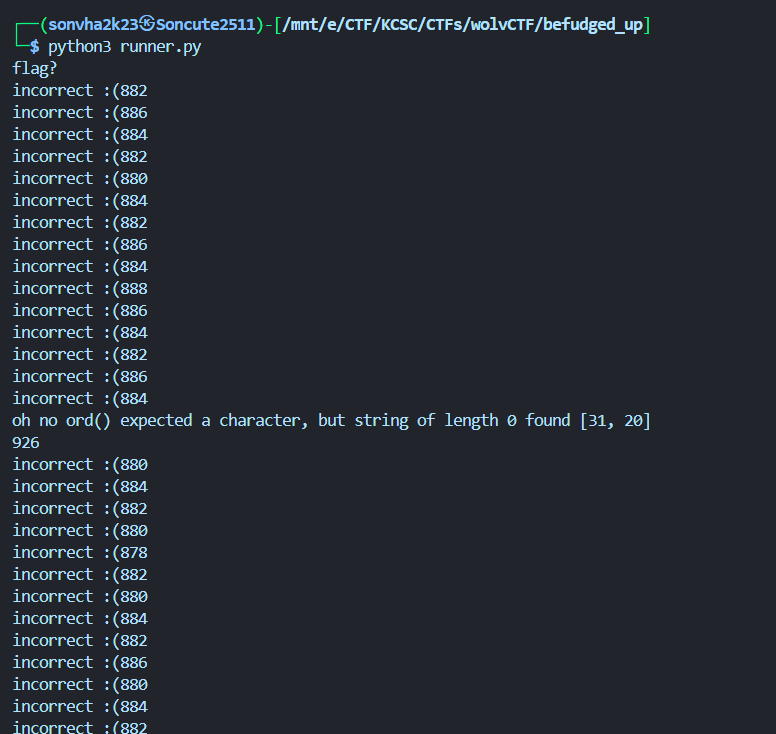 ┌──(sonvha2k23㉿Soncute2511)-[/mnt/e/CTF/KCSC/CTFs/wolvCTF/befudged_up]
└─$ python3 runner.py
flag?
incorrect :(882
incorrect :(886
incorrect :(884
incorrect :(882
incorrect :(880
incorrect :(884
incorrect :(882
incorrect :(886
incorrect :(884
incorrect :(888
incorrect :(886
incorrect :(884
incorrect :(882
incorrect :(886
incorrect :(884
oh no ord() expected a character, but string of length 0 found [31, 20]
926
incorrect :(880
incorrect :(884
incorrect :(882
incorrect :(880
incorrect :(878
incorrect :(882
incorrect :(880
incorrect :(884
incorrect :(882
incorrect :(886
incorrect :(880
incorrect :(884
incorrect :(882